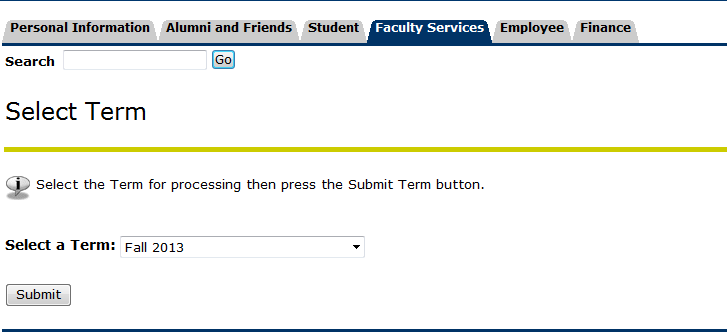 Personal Information Alumni and Friends Student Faculty Services Employee Finance
Search Go
Select Term
Select the Term for processing then press the Submit Term button.
Select a Term: Fall 2013
Submit